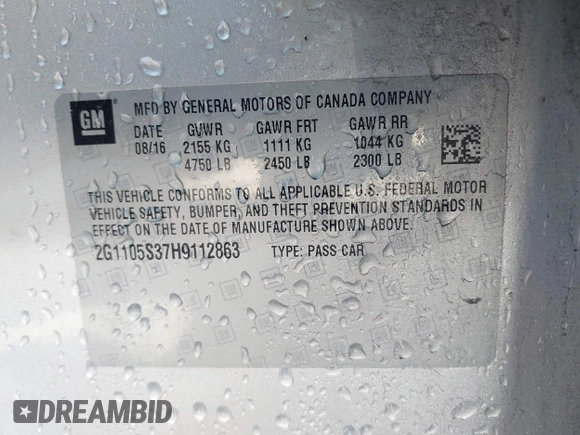 GM
MFD BY GENERAL MOTORS OF CANADA COMPANY
DATE GVWR GAWR FRT GAWR RR
08/16 2155 KG 1111 KG 1044 KG
4750 LB 2450 LB 2300 LB
THIS VEHICLE CONFORMS TO ALL APPLICABLE U.S. FEDERAL MOTOR
VEHICLE SAFETY, BUMPER, AND THEFT PREVENTION STANDARDS IN
EFFECT ON THE DATE OF MANUFACTURE SHOWN ABOVE.
2G1105S37H9112863 TYPE: PASS CAR
DREAMBID